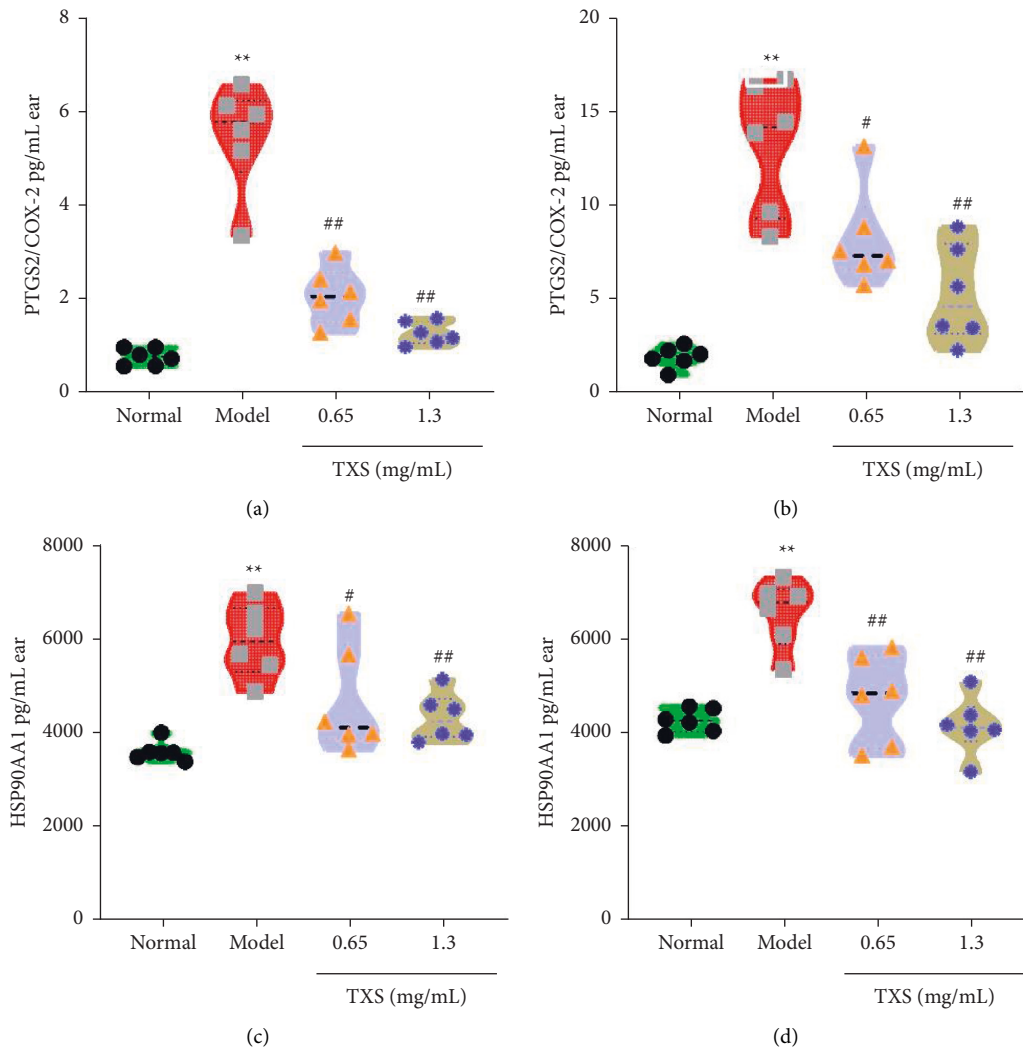 8
6
4
2
0
PTGS2/COX-2 pg/mL ear
**
##
##
Normal Model 0.65 1.3
TXS (mg/mL)
(a)
20
15
10
5
0
PTGS2/COX-2 pg/mL ear
**
#
##
Normal Model 0.65 1.3
TXS (mg/mL)
(b)
8000
6000
4000
2000
0
HSP90AA1 pg/mL ear
**
#
##
Normal Model 0.65 1.3
TXS (mg/mL)
(c)
8000
6000
4000
2000
0
HSP90AA1 pg/mL ear
**
##
##
Normal Model 0.65 1.3
TXS (mg/mL)
(d)